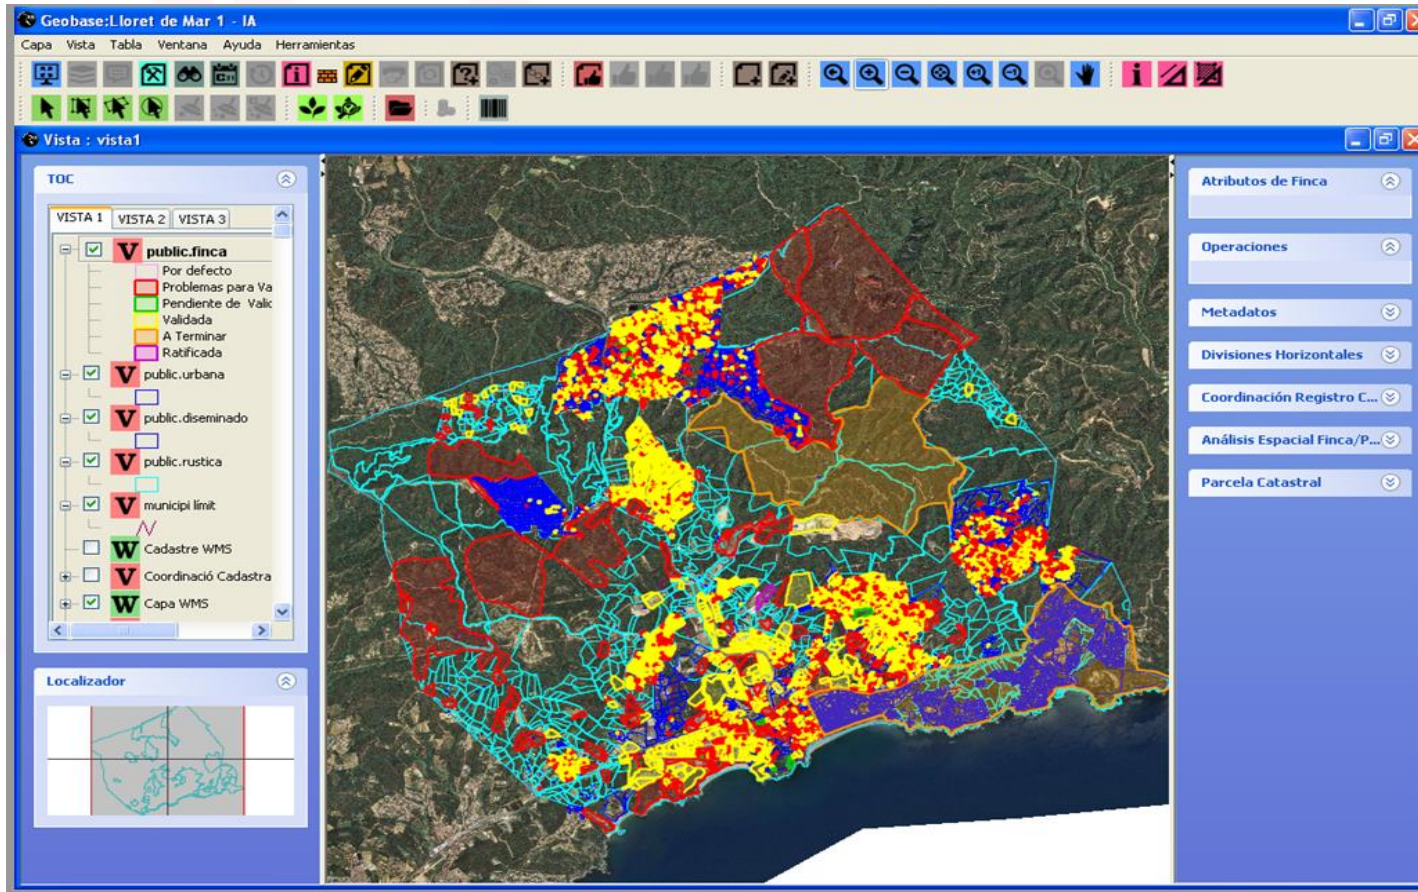 Geobase:Lloret de Mar 1 - IA
Capa Vista Tabla Ventana Ayuda Herramientas
Vista : vista1
TOC
VISTA 1 VISTA 2 VISTA 3
V public.finca
Por defecto
Problemas para Va
Pendiente de Valid
Validada
A Terminar
Ratificada
V public.urbana
V public.diseminado
V public.rustica
V municipi límit
W Cadastre WMS
V Coordinació Cadastra
W Capa WMS
Localizador
Atributos de Finca
Operaciones
Metadatos
Divisiones Horizontales
Coordinación Registro C...
Análisis Espacial Finca/P...
Parcela Catastral